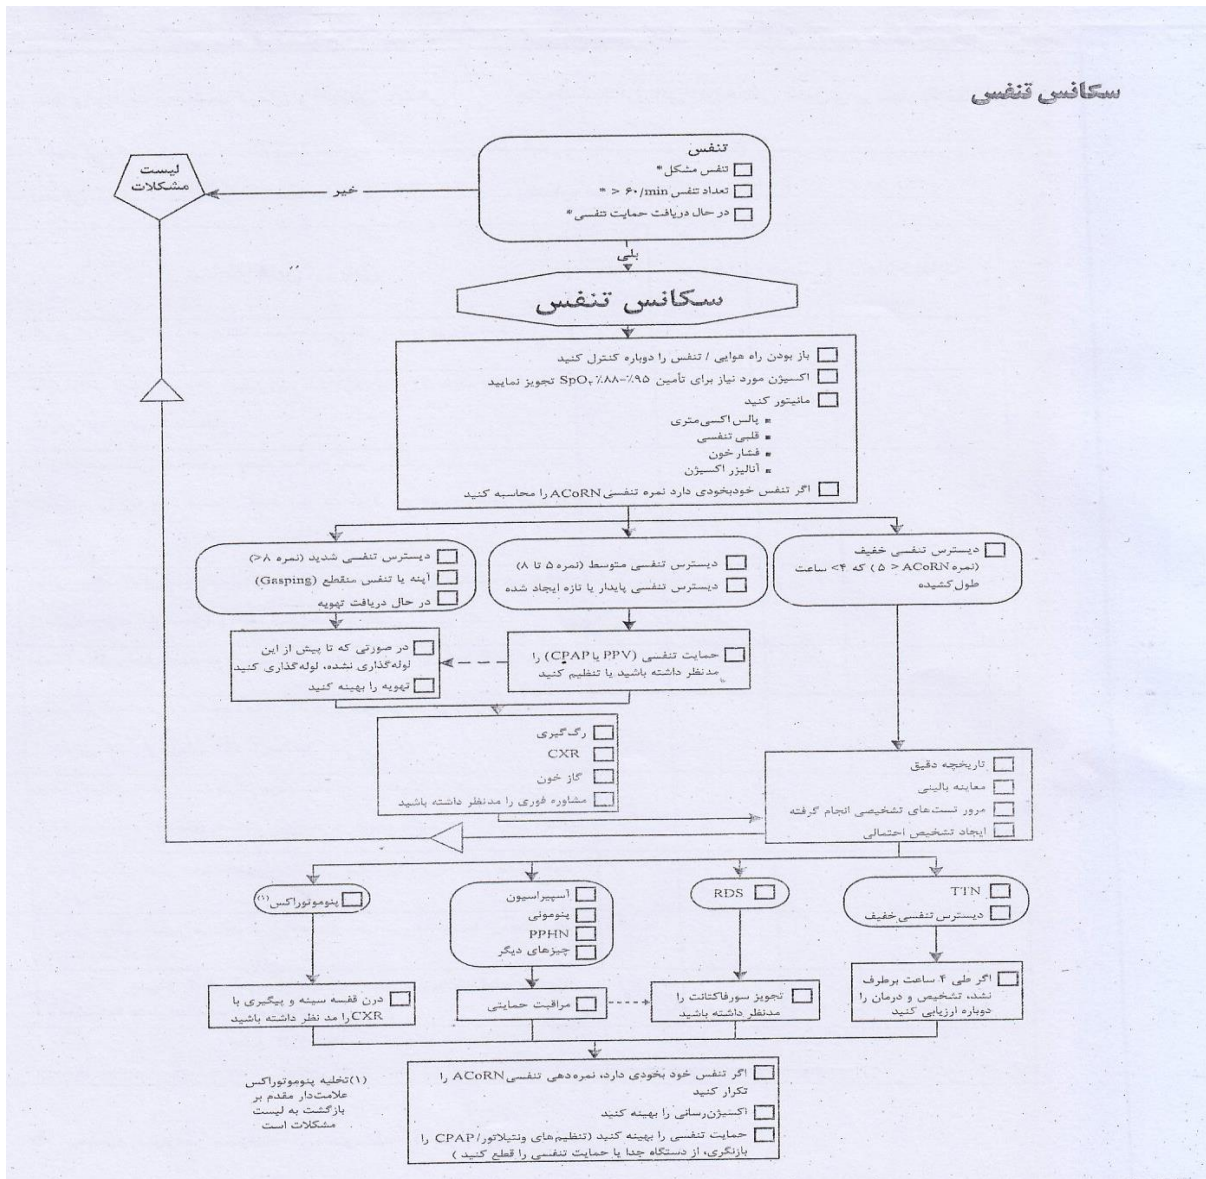 سکانس تنفس
تنفس
تنفس مشکل*
تعداد تنفس ۶۰/min < *
در حال دریافت حمایت تنفسی*
خیر
لیست
مشکلات
بلی
سکانس تنفس
باز بودن راه هوایی / تنفس را دوباره کنترل کنید
اکسیژن مورد نیاز برای تأمین ۹۵٪-۸۸٪ SpO₂ تجویز نمایید
مانیتور کنید
پالس اکسی‌متری
قلبی تنفسی
فشار خون
آنالیزر اکسیژن
اگر تنفس خودبخودی دارد نمره تنفسی ACoRN را محاسبه کنید
دیسترس تنفسی خفیف
(نمره ACoRN < ۵) که ۴< ساعت
طول کشیده
دیسترس تنفسی متوسط (نمره ۵ تا ۸)
دیسترس تنفسی پایدار یا تازه ایجاد شده
دیسترس تنفسی شدید (نمره ۸<)
آپنه یا تنفس منقطع (Gasping)
در حال دریافت تهویه
حمایت تنفسی (PPV یا CPAP) را
مدنظر داشته باشید یا تنظیم کنید
در صورتی که تا پیش از این
لوله‌گذاری نشده، لوله‌گذاری کنید
تهویه را بهینه کنید
رگ‌گیری
CXR
گاز خون
مشاوره فوری را مدنظر داشته باشید
تاریخچه دقیق
معاینه بالینی
مرور تست‌های تشخیصی انجام گرفته
ایجاد تشخیص احتمالی
TTN
دیسترس تنفسی خفیف
RDS
آسپیراسیون
پنومونی
PPHN
چیزهای دیگر
پنوموتوراکس(۱)
اگر طی ۴ ساعت برطرف
نشد، تشخیص و درمان را
دوباره ارزیابی کنید
تجویز سورفاکتانت را
مدنظر داشته باشید
مراقبت حمایتی
درن قفسه سینه و پیگیری با
CXR را مد نظر داشته باشید
اگر تنفس خود بخودی دارد، نمره‌دهی تنفسی ACoRN را
تکرار کنید
اکسیژن‌رسانی را بهینه کنید
حمایت تنفسی را بهینه کنید (تنظیم‌های ونتیلاتور/CPAP را
بازنگری، از دستگاه جدا یا حمایت تنفسی را قطع کنید )
(۱)تخلیه پنوموتوراکس
علامت‌دار مقدم بر
بازگشت به لیست
مشکلات است